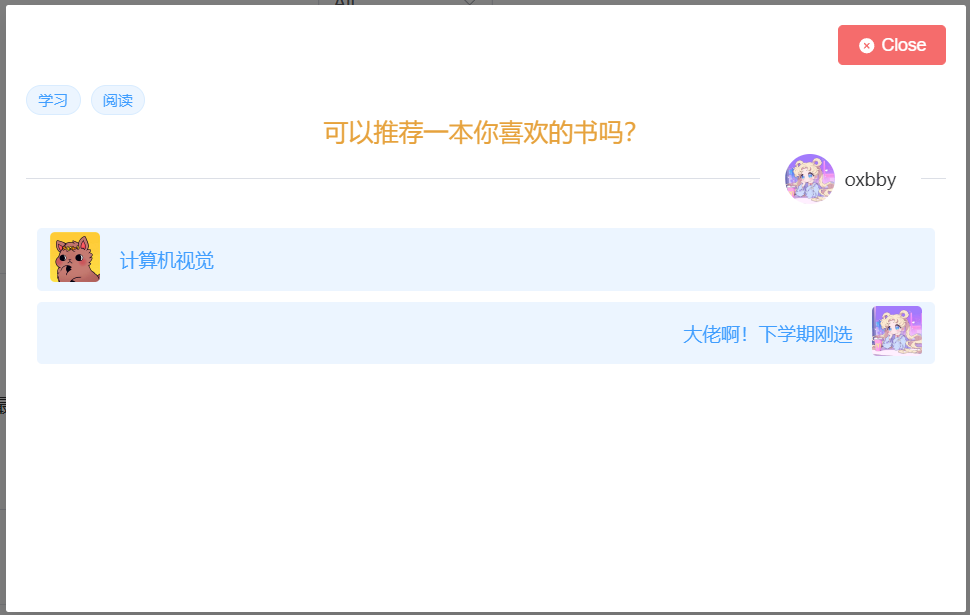 Close
学习 阅读
可以推荐一本你喜欢的书吗?
oxbby
计算机视觉
大佬啊！下学期刚选